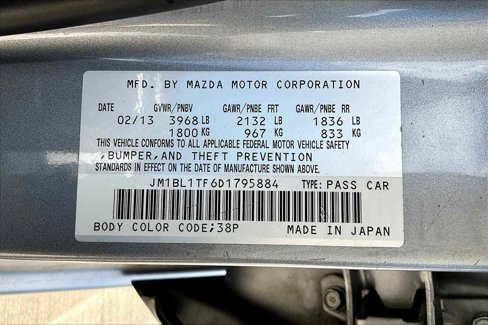 MFD. BY MAZDA MOTOR CORPORATION
DATE GVWR/PNBV GAWR/PNBE FRT GAWR/PNBE RR
02/13 3968 LB 2132 LB 1836 LB
1800 KG 967 KG 833 KG
THIS VEHICLE CONFORMS TO ALL APPLICABLE FEDERAL MOTOR VEHICLE SAFETY
,BUMPER,AND THEFT PREVENTION
STANDARDS IN EFFECT ON THE DATE OF MANUFACTURE SHOWN ABOVE.
JM1BL1TF6D1795884 TYPE: PASS CAR
BODY COLOR CODE;38P MADE IN JAPAN